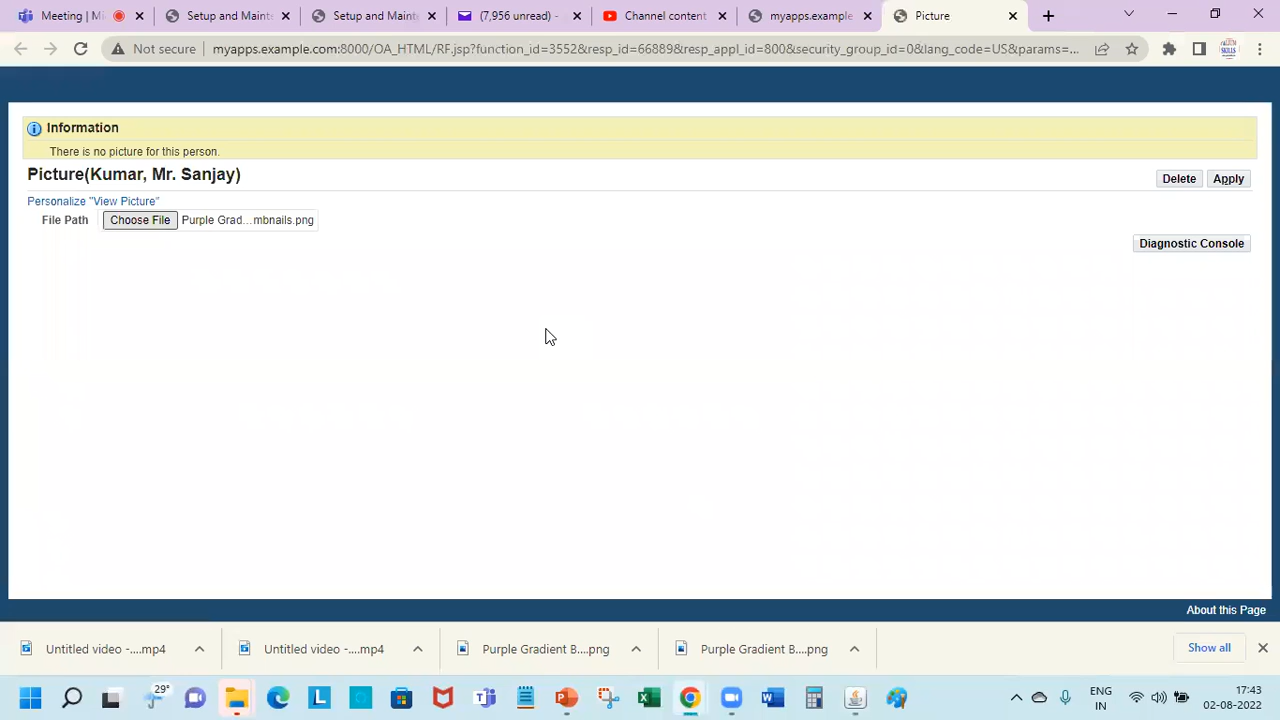 Meeting | Mi
Setup and Maint
Setup and Maint
(7,956 unread) -
Channel content
myapps.example
Picture
Not secure
myapps.example.com:8000/OA_HTML/RF.jsp?function_id=3552&resp_id=66889&resp_appl_id=800&security_group_id=0&lang_code=US&params=...
Information
There is no picture for this person.
Picture(Kumar, Mr. Sanjay)
Delete
Apply
Personalize "View Picture"
File Path
Choose File
Purple Grad...mbnails.png
Diagnostic Console
About this Page
Untitled video -....mp4
Untitled video -....mp4
Purple Gradient B....png
Purple Gradient B....png
Show all
29°
ENG
IN
17:43
02-08-2022